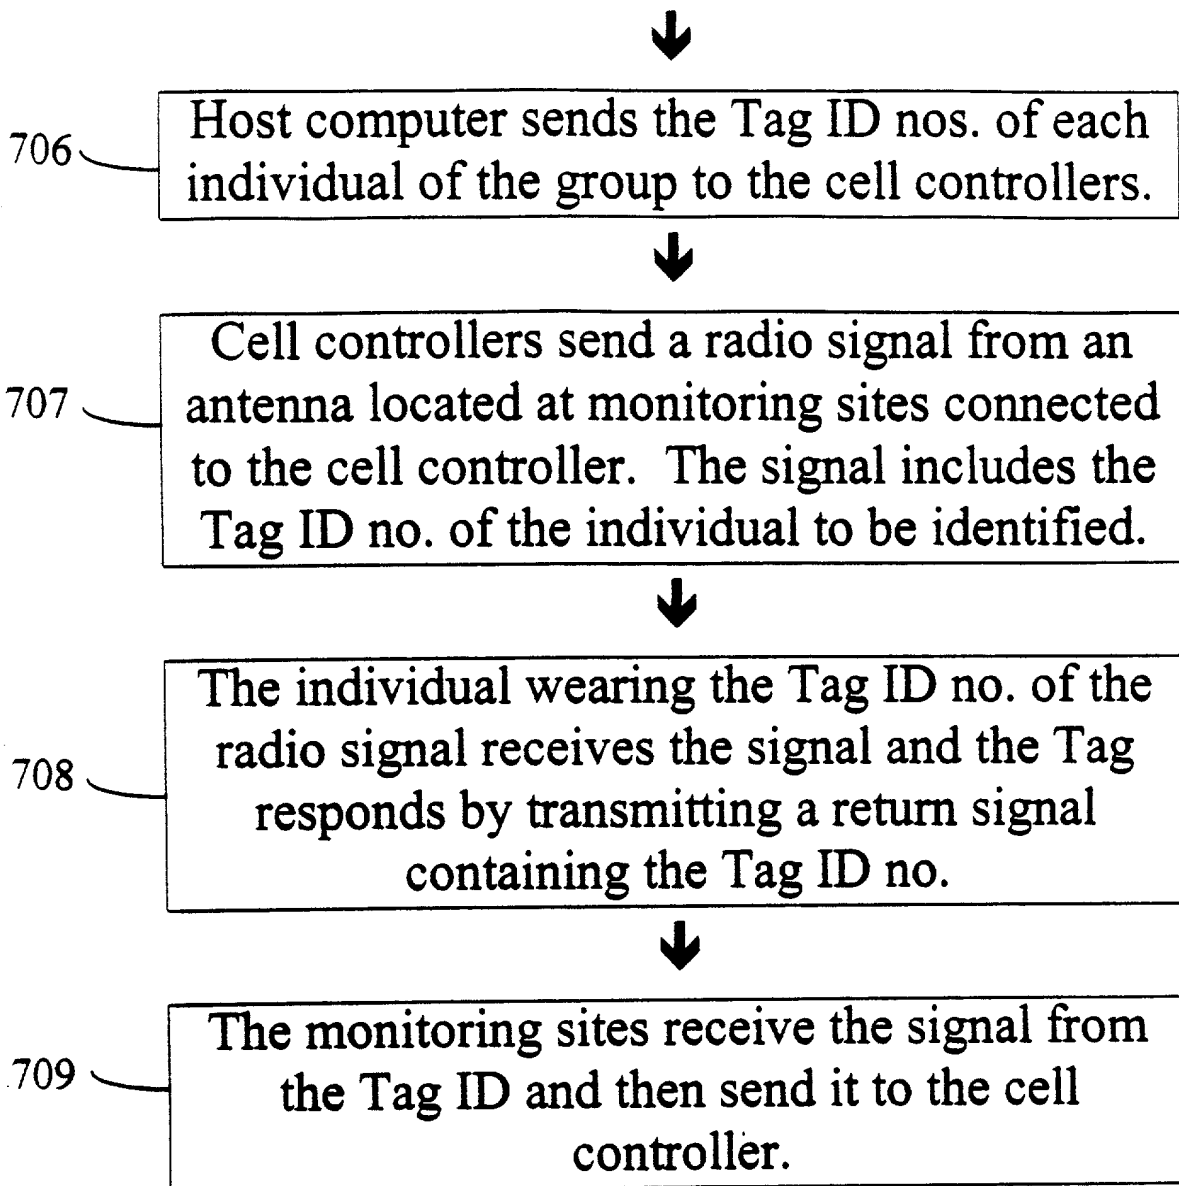 706
Host computer sends the Tag ID nos. of each
individual of the group to the cell controllers.
707
Cell controllers send a radio signal from an
antenna located at monitoring sites connected
to the cell controller. The signal includes the
Tag ID no. of the individual to be identified.
708
The individual wearing the Tag ID no. of the
radio signal receives the signal and the Tag
responds by transmitting a return signal
containing the Tag ID no.
709
The monitoring sites receive the signal from
the Tag ID and then send it to the cell
controller.